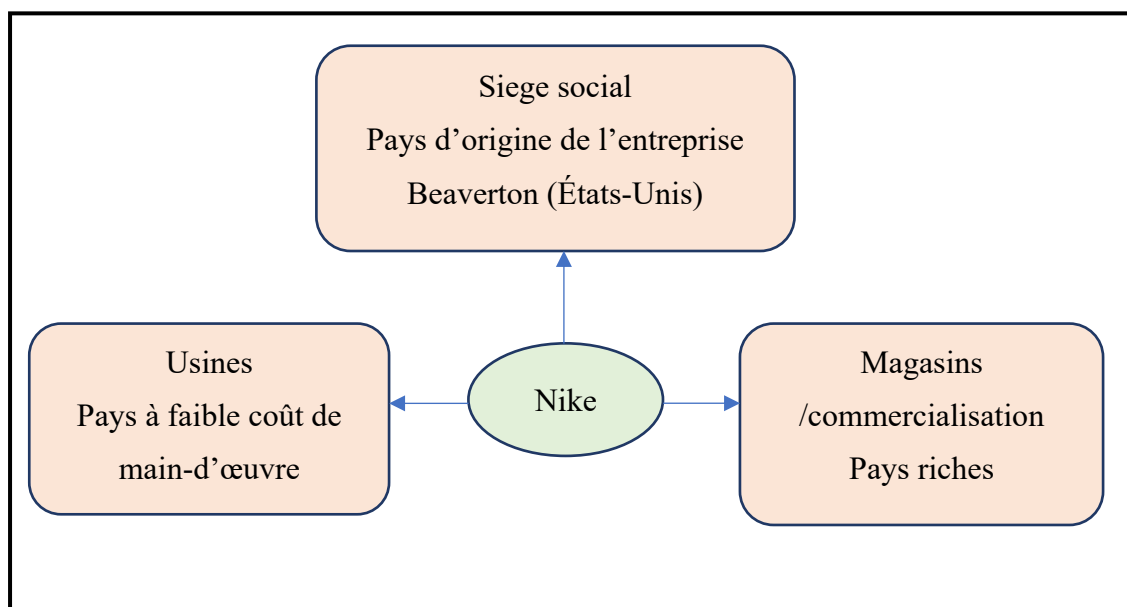 Siege social
Pays d’origine de l’entreprise
Beaverton (États-Unis)
Usines
Pays à faible coût de
main-d’œuvre
Nike
Magasins
/commercialisation
Pays riches